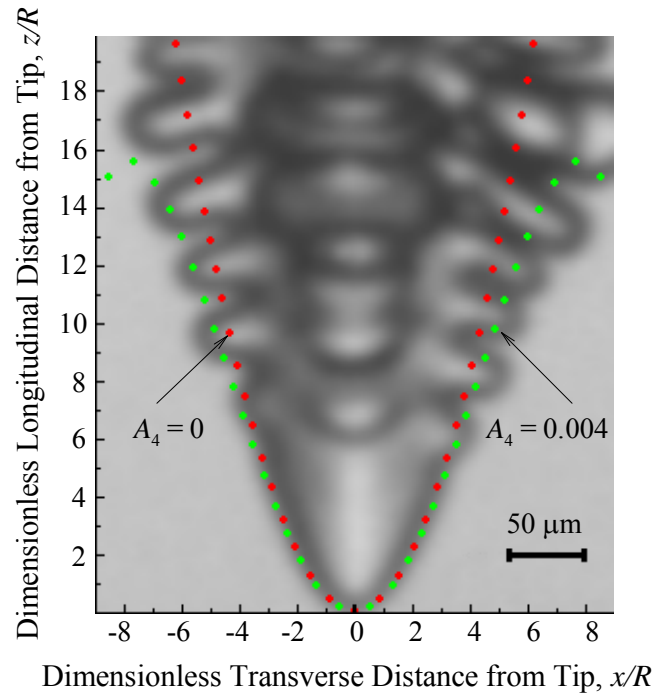 Dimensionless Longitudinal Distance from Tip, z/R
18
16
14
12
10
8
6
4
2
A₄ = 0
A₄ = 0.004
50 μm
-8 -6 -4 -2 0 2 4 6 8
Dimensionless Transverse Distance from Tip, x/R